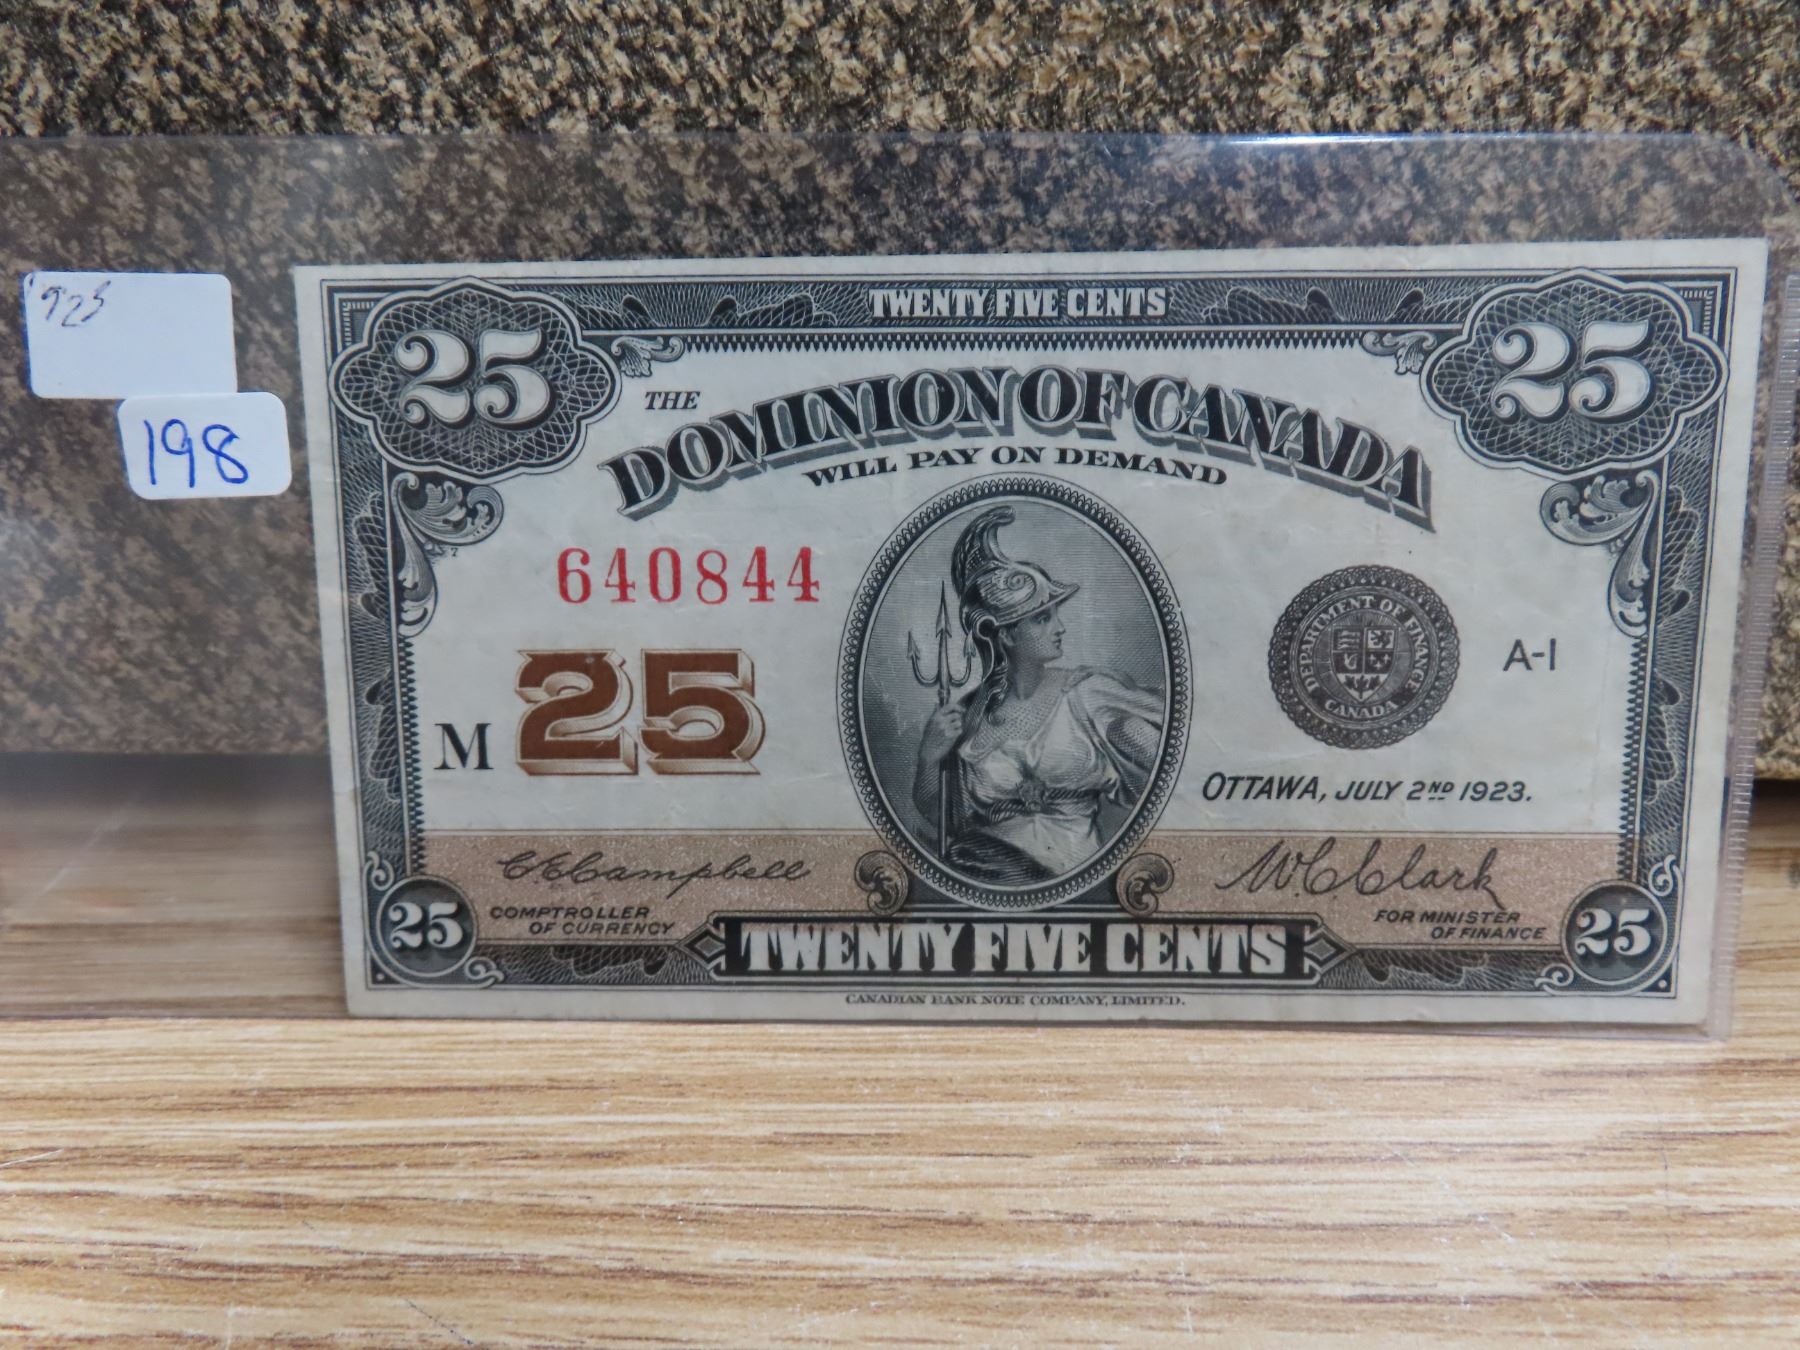 '923
198
TWENTY FIVE CENTS
25 25
THE DOMINION OF CANADA
WILL PAY ON DEMAND
640844
M 25
DEPARTMENT OF FINANCE
CANADA
A-1
OTTAWA, JULY 2ND 1923.
C.E. Campbell
COMPTROLLER
OF CURRENCY
W.C. Clark
FOR MINISTER
OF FINANCE
25 25
TWENTY FIVE CENTS
CANADIAN BANK NOTE COMPANY, LIMITED.